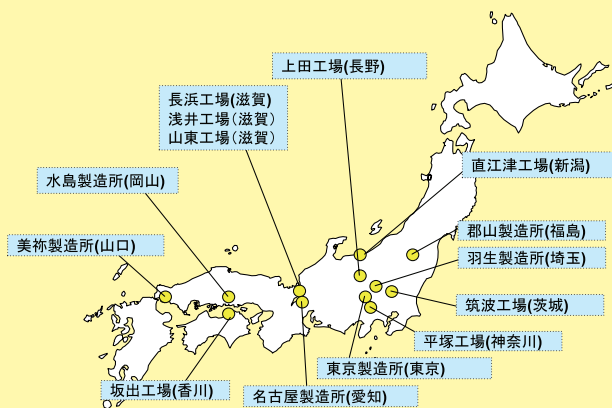 上田工場(長野)
長浜工場(滋賀)
浅井工場(滋賀)
山東工場(滋賀)
直江津工場(新潟)
水島製造所(岡山)
郡山製造所(福島)
美祢製造所(山口)
羽生製造所(埼玉)
筑波工場(茨城)
平塚工場(神奈川)
東京製造所(東京)
坂出工場(香川)
名古屋製造所(愛知)